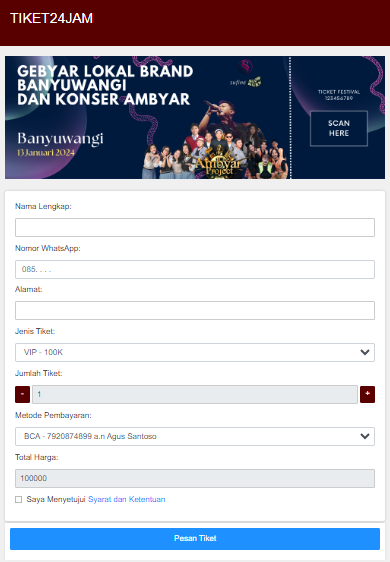 TIKET24JAM
GEBYAR LOKAL BRAND
BANYUWANGI
DAN KONSER AMBYAR
Banyuwangi
13 Januari 2024
Ambyar
Project
TICKET FESTIVAL
123456789
SCAN
HERE
Nama Lengkap:
Nomor WhatsApp:
085. . . .
Alamat:
Jenis Tiket:
VIP - 100K
Jumlah Tiket:
- 1 +
Metode Pembayaran:
BCA - 7920874899 a.n Agus Santoso
Total Harga:
100000
Saya Menyetujui Syarat dan Ketentuan
Pesan Tiket